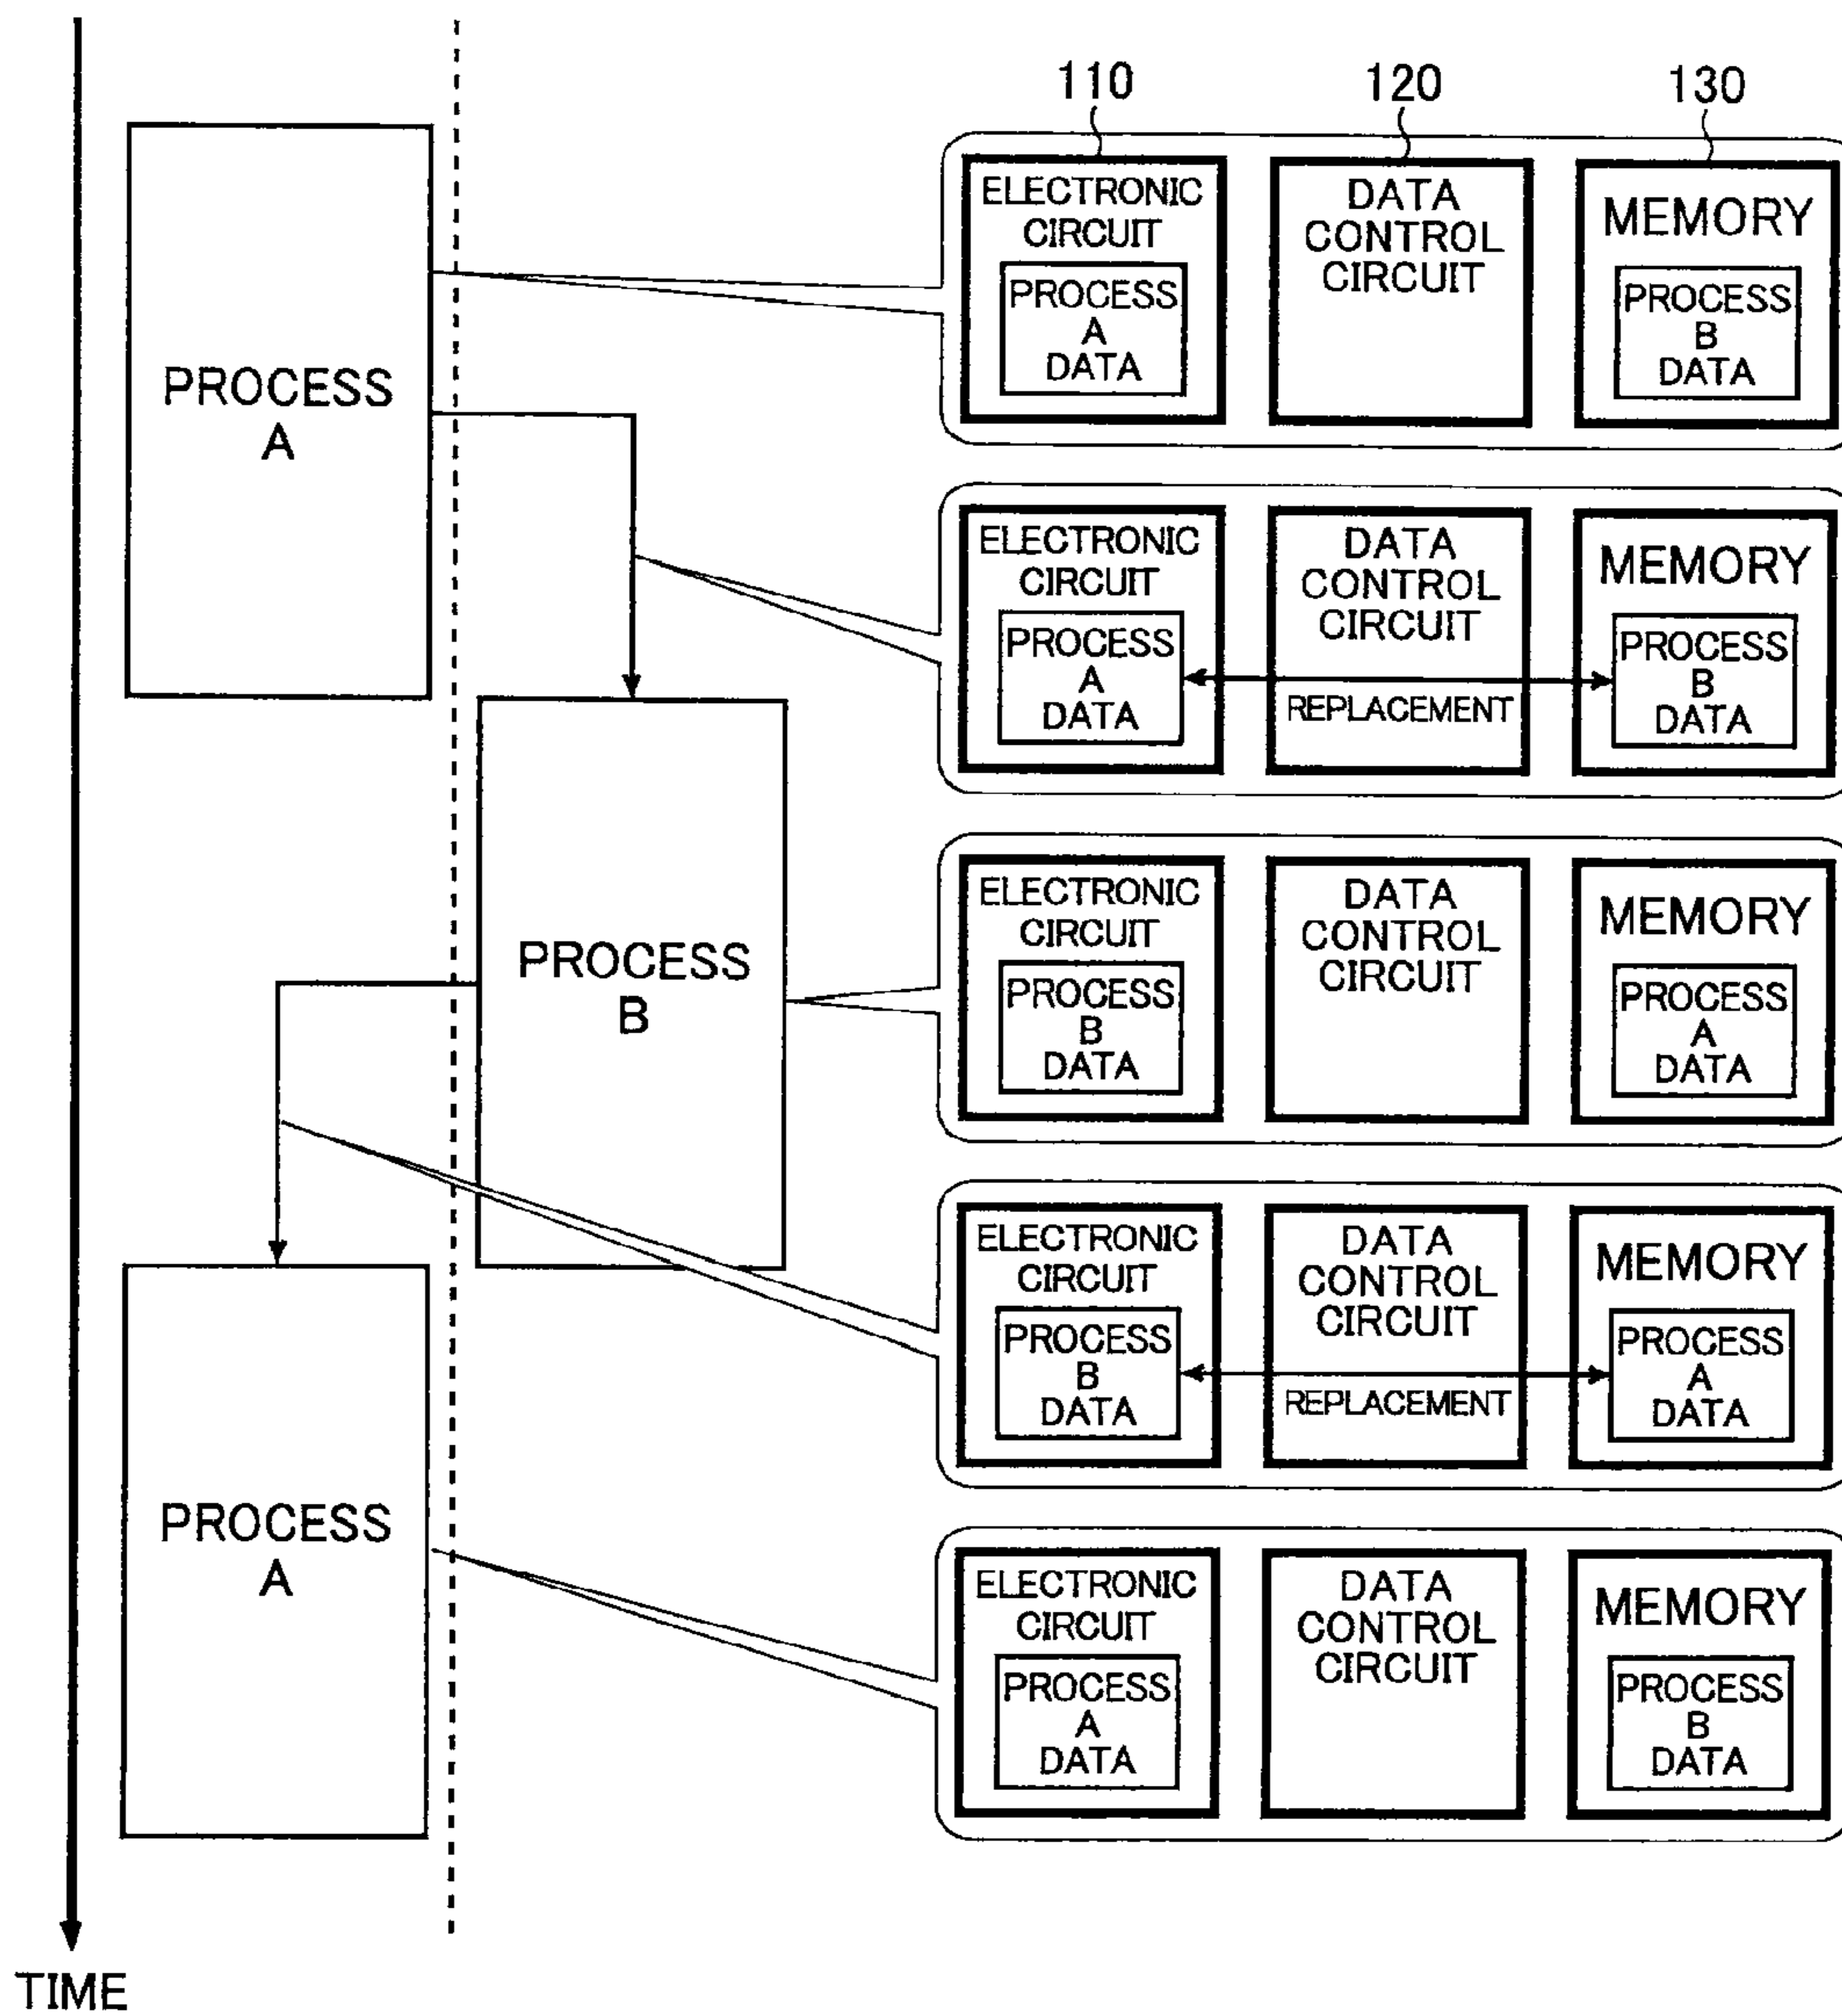 110
120
130
PROCESS
A
ELECTRONIC
CIRCUIT
PROCESS
A
DATA
DATA
CONTROL
CIRCUIT
MEMORY
PROCESS
B
DATA
ELECTRONIC
CIRCUIT
PROCESS
A
DATA
DATA
CONTROL
CIRCUIT
REPLACEMENT
MEMORY
PROCESS
B
DATA
PROCESS
B
ELECTRONIC
CIRCUIT
PROCESS
B
DATA
DATA
CONTROL
CIRCUIT
MEMORY
PROCESS
A
DATA
ELECTRONIC
CIRCUIT
PROCESS
B
DATA
DATA
CONTROL
CIRCUIT
REPLACEMENT
MEMORY
PROCESS
A
DATA
PROCESS
A
ELECTRONIC
CIRCUIT
PROCESS
A
DATA
DATA
CONTROL
CIRCUIT
MEMORY
PROCESS
B
DATA
TIME